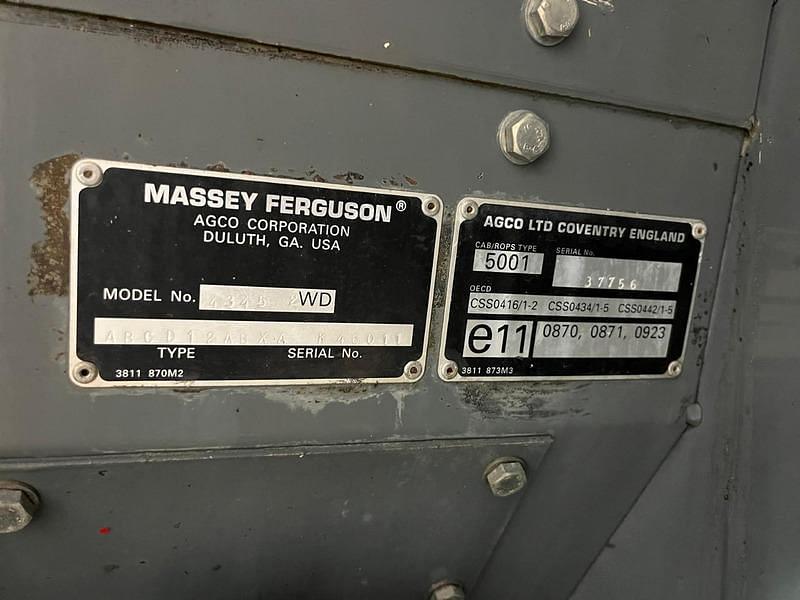 MASSEY FERGUSON®
AGCO CORPORATION
DULUTH, GA. USA
MODEL No. 4345 2WD
TYPE SERIAL No.
3811 870M2
AGCO LTD COVENTRY ENGLAND
CAB/ROPS TYPE SERIAL No.
5001 37756
OECD
CSS0416/1-2 CSS0434/1-5 CSS0442/1-5
e11 0870, 0871, 0923
3811 873M3